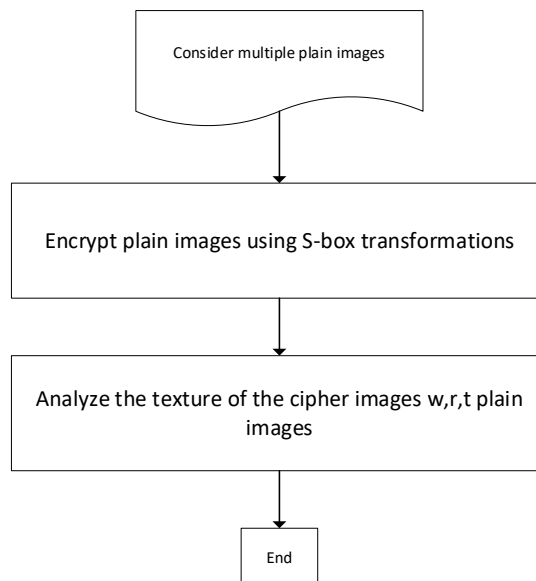 Consider multiple plain images
Encrypt plain images using S-box transformations
Analyze the texture of the cipher images w,r,t plain
images
End